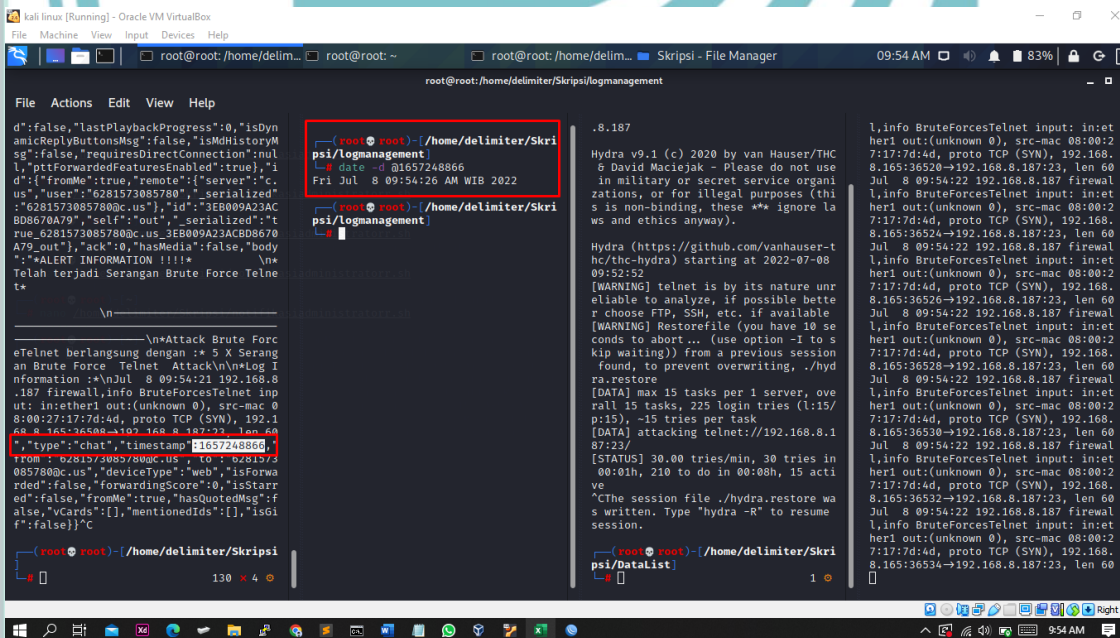 kali linux [Running] - Oracle VM VirtualBox
File Machine View Input Devices Help
root@root: /home/delim...
root@root: ~
root@root: /home/delim...
Skripsi - File Manager
09:54 AM
83%
root@root:/home/delimiter/Skripsi/logmanagement
File Actions Edit View Help
d":false,"lastPlaybackProgress":0,"isDyn
amicReplyButtonsMsg":false,"isMdHistoryM
sg":false,"requiresDirectConnection":nul
l,"pttForwardedFeaturesEnabled":true},"i
d":{"fromMe":true,"remote":{"server":"c.
us","user":"6281573085780","_serialized"
:"6281573085780@c.us"},"id":"3EB009A23AC
BD8670A79","self":"out","_serialized":"t
rue_6281573085780@c.us_3EB009A23ACBD8670
A79_out"},"ack":0,"hasMedia":false,"body
":"*ALERT INFORMATION !!!!* \n*
Telah terjadi Serangan Brute Force Telne
t*
\n
\n*Attack Brute Forc
eTelnet berlangsung dengan :* 5 X Serang
an Brute Force Telnet Attack\n\n*Log I
nformation :*\nJul 8 09:54:21 192.168.8
.187 firewall,info BruteForcesTelnet inp
ut: in:ether1 out:(unknown 0), src-mac 0
8:00:27:17:7d:4d, proto TCP (SYN), 192.1
68.8.165:36508→192.168.8.187:23, len 60
","type":"chat","timestamp":1657248866,"
from":"6281573085780@c.us","to":"6281573
085780@c.us","deviceType":"web","isForwa
rded":false,"forwardingScore":0,"isStarr
ed":false,"fromMe":true,"hasQuotedMsg":f
alse,"vCards":[],"mentionedIds":[],"isGi
f":false}}^C
(root💀root)-[/home/delimiter/Skripsi
]
# 130 ⨯ 4 ⚙
(root💀root)-[/home/delimiter/Skri
psi/logmanagement]
# date -d @1657248866
Fri Jul 8 09:54:26 AM WIB 2022
(root💀root)-[/home/delimiter/Skri
psi/logmanagement]
#
.8.187
Hydra v9.1 (c) 2020 by van Hauser/THC
& David Maciejak - Please do not use
in military or secret service organi
zations, or for illegal purposes (thi
s is non-binding, these *** ignore la
ws and ethics anyway).
Hydra (https://github.com/vanhauser-t
hc/thc-hydra) starting at 2022-07-08
09:52:52
[WARNING] telnet is by its nature unr
eliable to analyze, if possible bette
r choose FTP, SSH, etc. if available
[WARNING] Restorefile (you have 10 se
conds to abort... (use option -I to s
kip waiting)) from a previous session
found, to prevent overwriting, ./hyd
ra.restore
[DATA] max 15 tasks per 1 server, ove
rall 15 tasks, 225 login tries (l:15/
p:15), ~15 tries per task
[DATA] attacking telnet://192.168.8.1
87:23/
[STATUS] 30.00 tries/min, 30 tries in
00:01h, 210 to do in 00:08h, 15 acti
ve
^CThe session file ./hydra.restore wa
s written. Type "hydra -R" to resume
session.
(root💀root)-[/home/delimiter/Skri
psi/DataList]
# 1 ⚙
l,info BruteForcesTelnet input: in:et
her1 out:(unknown 0), src-mac 08:00:2
7:17:7d:4d, proto TCP (SYN), 192.168.
8.165:36520→192.168.8.187:23, len 60
Jul 8 09:54:22 192.168.8.187 firewal
l,info BruteForcesTelnet input: in:et
her1 out:(unknown 0), src-mac 08:00:2
7:17:7d:4d, proto TCP (SYN), 192.168.
8.165:36524→192.168.8.187:23, len 60
Jul 8 09:54:22 192.168.8.187 firewal
l,info BruteForcesTelnet input: in:et
her1 out:(unknown 0), src-mac 08:00:2
7:17:7d:4d, proto TCP (SYN), 192.168.
8.165:36526→192.168.8.187:23, len 60
Jul 8 09:54:22 192.168.8.187 firewal
l,info BruteForcesTelnet input: in:et
her1 out:(unknown 0), src-mac 08:00:2
7:17:7d:4d, proto TCP (SYN), 192.168.
8.165:36528→192.168.8.187:23, len 60
Jul 8 09:54:22 192.168.8.187 firewal
l,info BruteForcesTelnet input: in:et
her1 out:(unknown 0), src-mac 08:00:2
7:17:7d:4d, proto TCP (SYN), 192.168.
8.165:36530→192.168.8.187:23, len 60
Jul 8 09:54:22 192.168.8.187 firewal
l,info BruteForcesTelnet input: in:et
her1 out:(unknown 0), src-mac 08:00:2
7:17:7d:4d, proto TCP (SYN), 192.168.
8.165:36532→192.168.8.187:23, len 60
Jul 8 09:54:22 192.168.8.187 firewal
l,info BruteForcesTelnet input: in:et
her1 out:(unknown 0), src-mac 08:00:2
7:17:7d:4d, proto TCP (SYN), 192.168.
8.165:36534→192.168.8.187:23, len 60
Right
9:54 AM